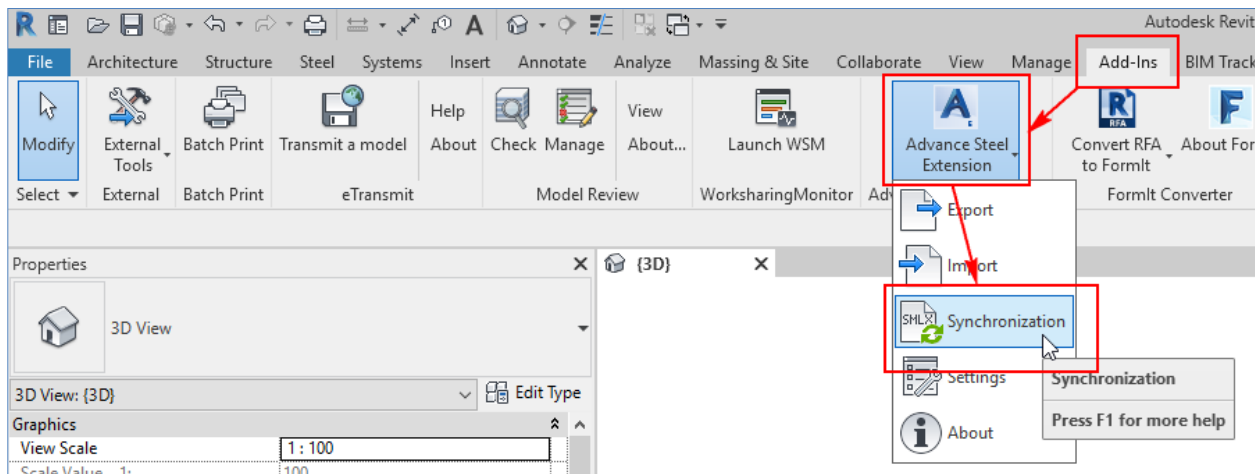 Autodesk Revit
File Architecture Structure Steel Systems Insert Annotate Analyze Massing & Site Collaborate View Manage Add-Ins BIM Track
Modify External Tools Batch Print Transmit a model Help About Check Manage View About... Launch WSM Advance Steel Extension Convert RFA to FormIt About For
Select External Batch Print eTransmit Model Review WorksharingMonitor Adv FormIt Converter
Export
Import
Properties {3D}
SMLX Synchronization
3D View
Settings
Synchronization
3D View: {3D} Edit Type
Press F1 for more help
Graphics
About
View Scale 1 : 100
Scale Value 1: 100